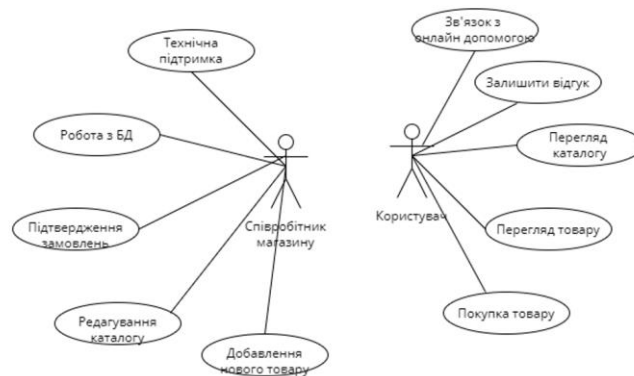 Зв'язок з
онлайн допомогою
Технічна
підтримка
Залишити відгук
Робота з БД
Перегляд
каталогу
Підтвердження
замовлень
Співробітник
магазину
Користувач
Перегляд товару
Редагування
каталогу
Покупка товару
Добавлення
нового товару